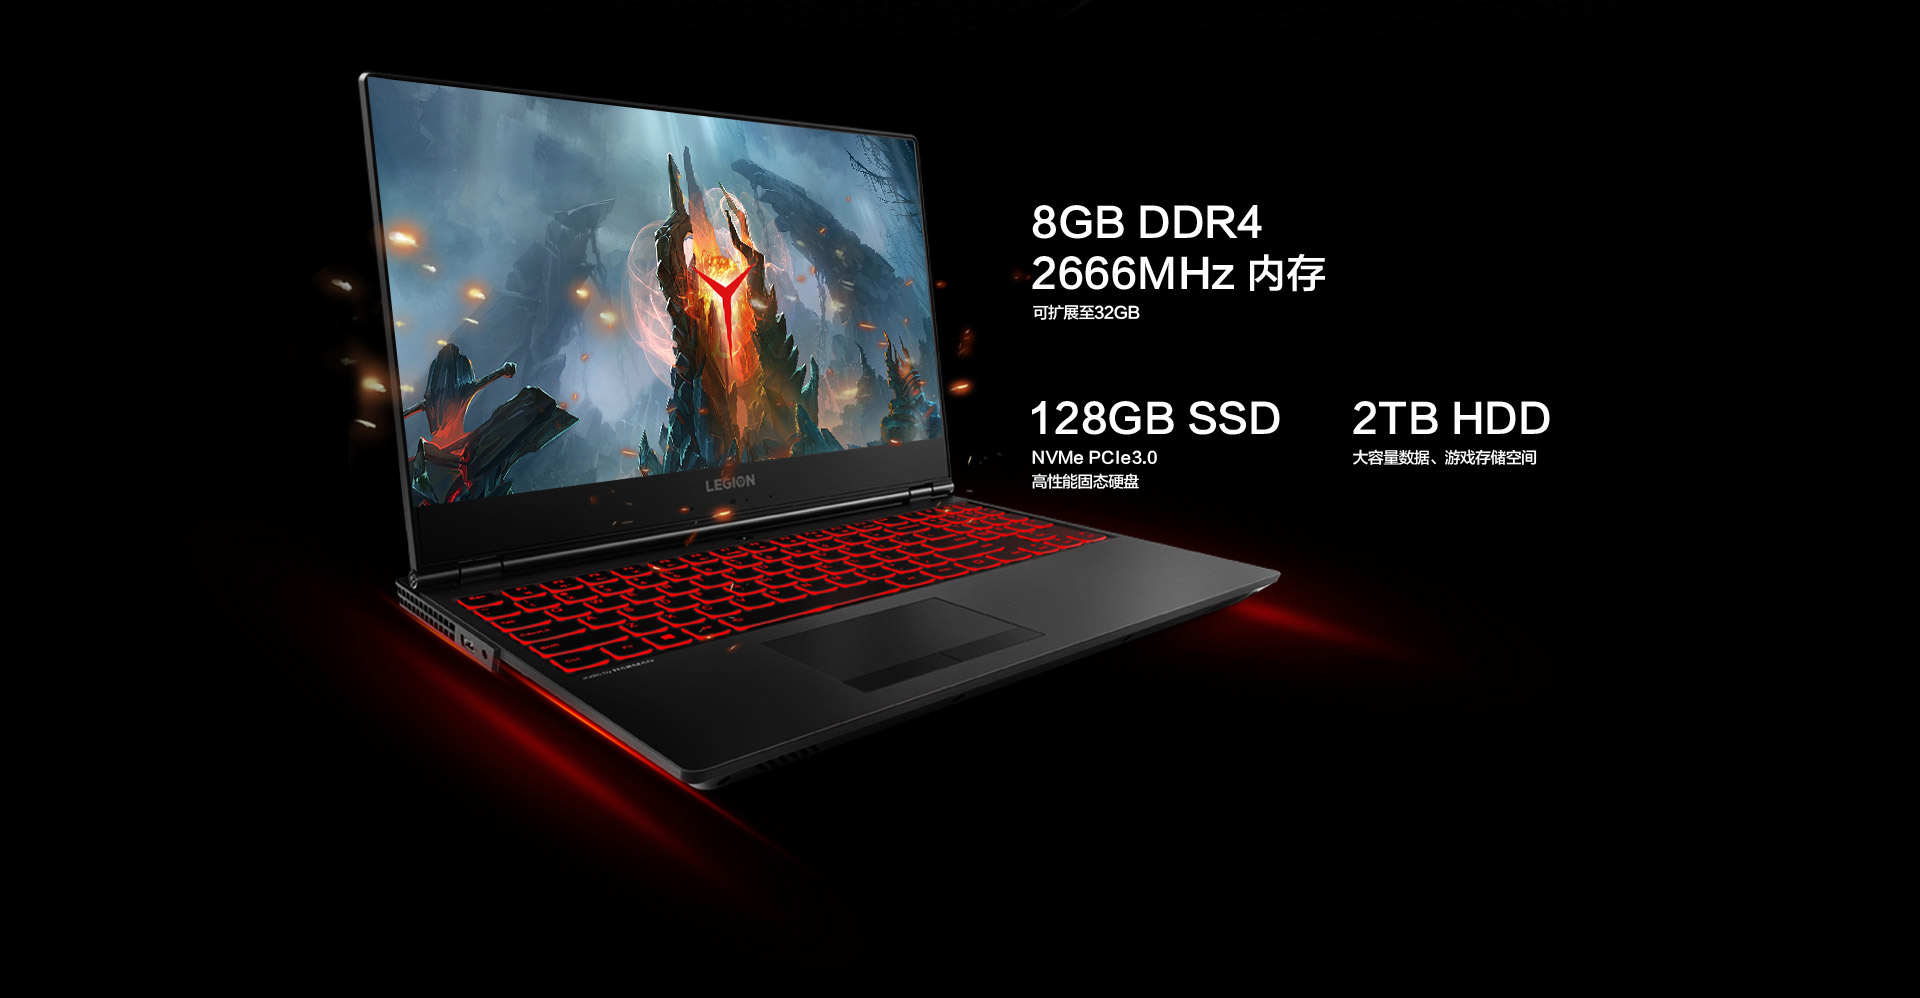 8GB DDR4
2666MHz 内存
可扩展至32GB
128GB SSD
NVMe PCIe3.0
高性能固态硬盘
2TB HDD
大容量数据、游戏存储空间
LEGION